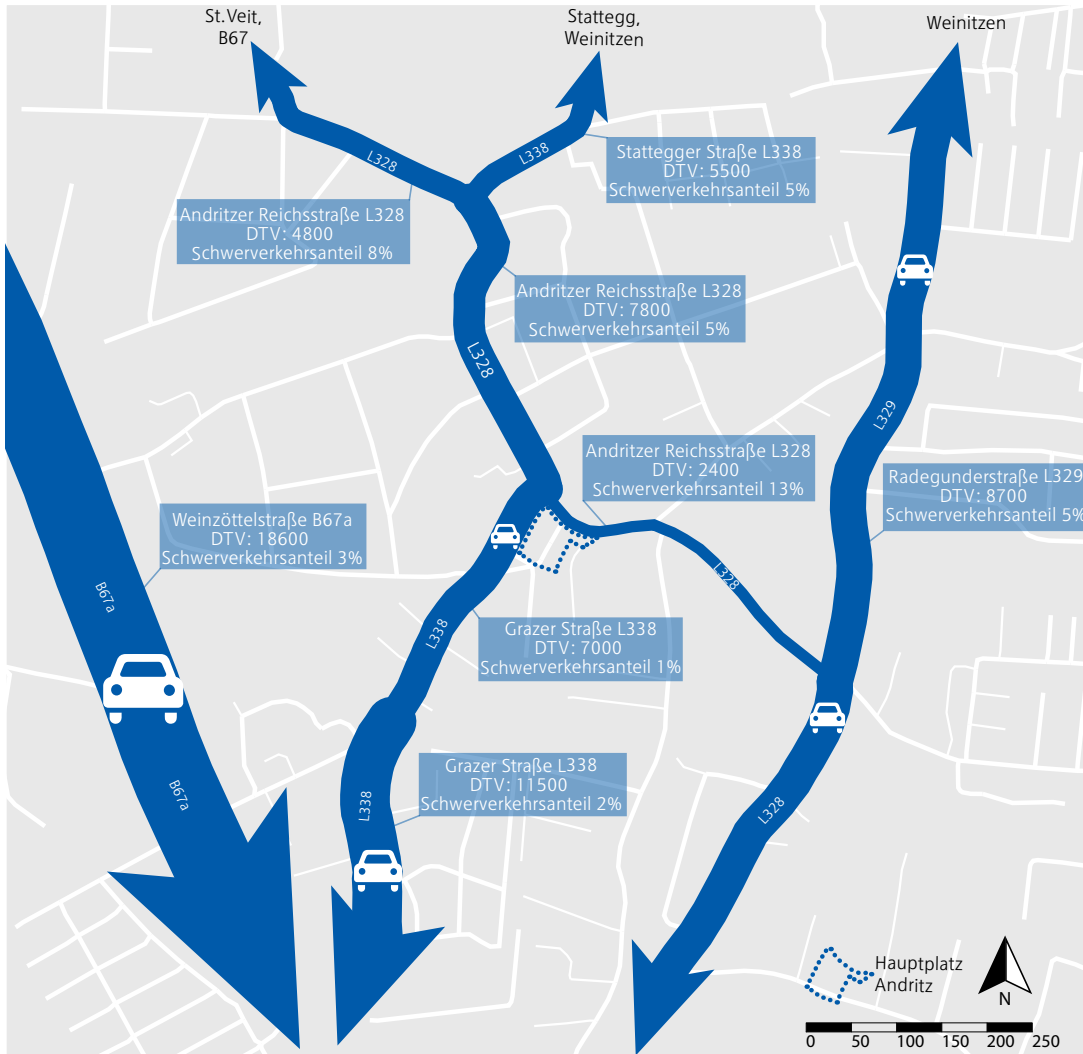 St.Veit,
B67
Stattegg,
Weinitzen
Weinitzen
L328
L338
Stattegger Straße L338
DTV: 5500
Schwerverkehrsanteil 5%
Andritzer Reichsstraße L328
DTV: 4800
Schwerverkehrsanteil 8%
Andritzer Reichsstraße L328
DTV: 7800
Schwerverkehrsanteil 5%
L328
L329
Andritzer Reichsstraße L328
DTV: 2400
Schwerverkehrsanteil 13%
Radegunderstraße L329
DTV: 8700
Schwerverkehrsanteil 5%
Weinzöttelstraße B67a
DTV: 18600
Schwerverkehrsanteil 3%
B67a
L328
L338
Grazer Straße L338
DTV: 7000
Schwerverkehrsanteil 1%
Grazer Straße L338
DTV: 11500
Schwerverkehrsanteil 2%
B67a
L338
L328
Hauptplatz
Andritz
N
0 50 100 150 200 250